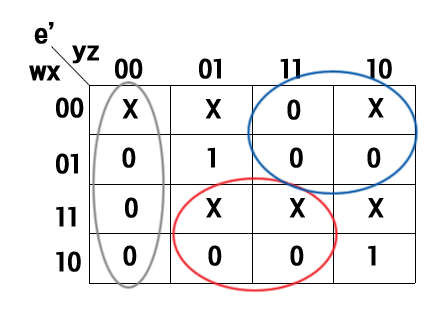 e’
yz
wx
00 01 11 10
00 X X 0 X
01 0 1 0 0
11 0 X X X
10 0 0 0 1